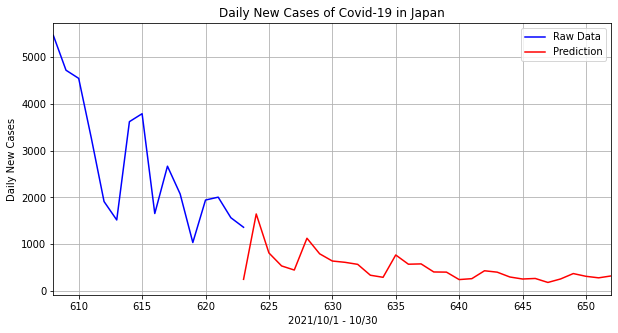 Daily New Cases of Covid-19 in Japan
Raw Data
Prediction
Daily New Cases
5000
4000
3000
2000
1000
0
610 615 620 625 630 635 640 645 650
2021/10/1 - 10/30